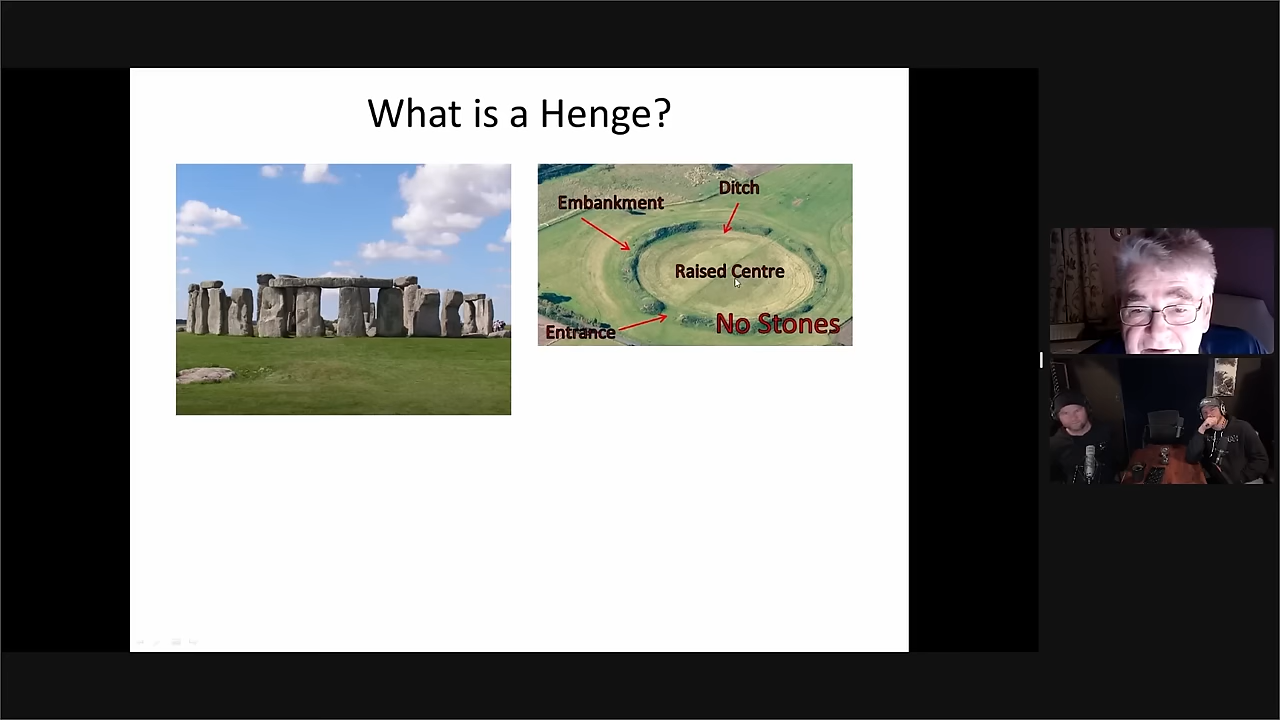 What is a Henge?
Ditch
Embankment
Raised Centre
No Stones
Entrance